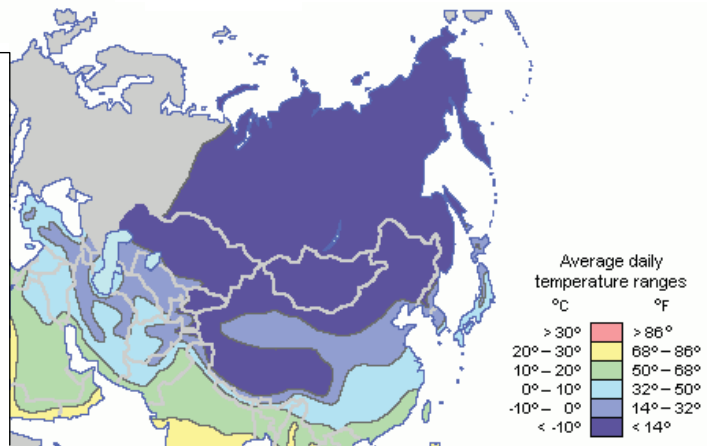 Average daily
temperature ranges
°C °F
> 30° > 86°
20° – 30° 68° – 86°
10° – 20° 50° – 68°
0° – 10° 32° – 50°
-10° – 0° 14° – 32°
< -10° < 14°